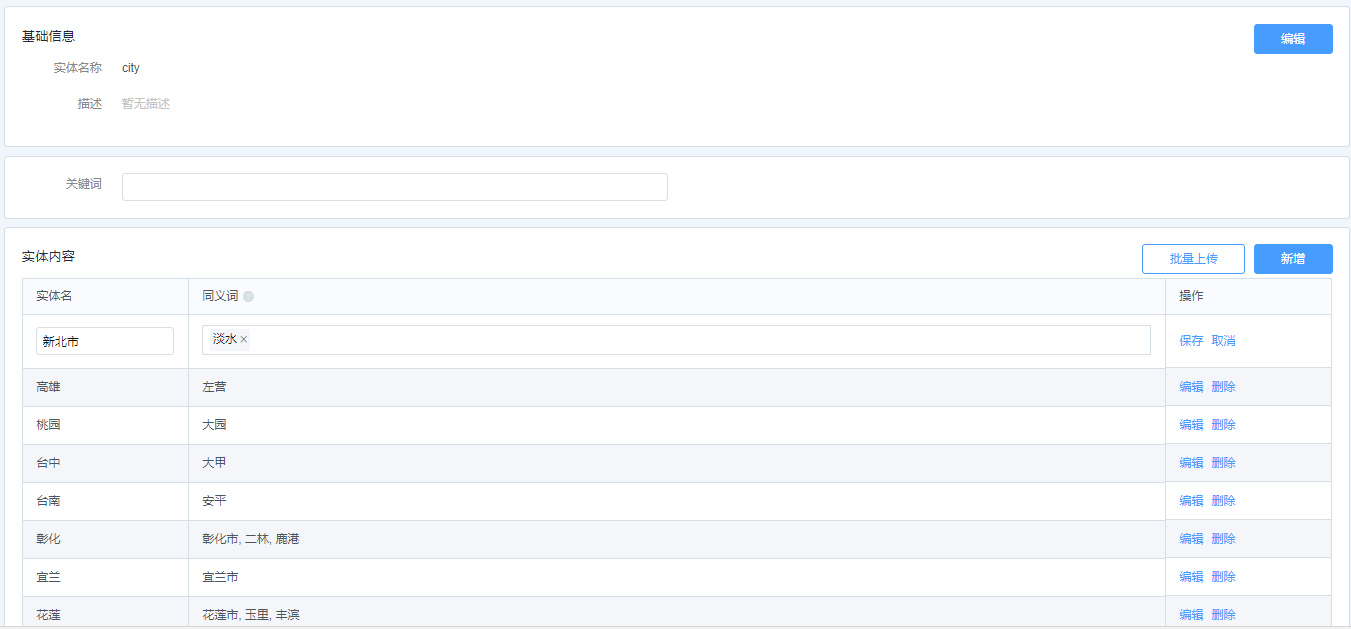 基础信息
编辑
实体名称 city
描述 暂无描述
关键词
实体内容
批量上传 新增
实体名 同义词 操作
新北市 淡水 × 保存 取消
高雄 左营 编辑 删除
桃园 大园 编辑 删除
台中 大甲 编辑 删除
台南 安平 编辑 删除
彰化 彰化市, 二林, 鹿港 编辑 删除
宜兰 宜兰市 编辑 删除
花莲 花莲市, 玉里, 丰滨 编辑 删除